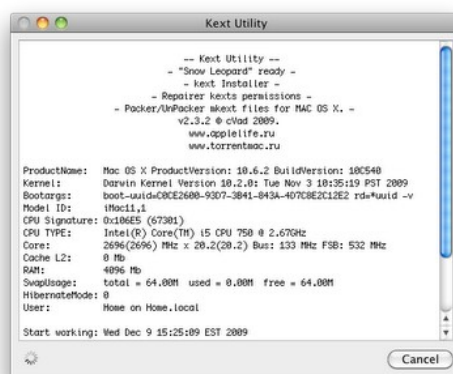 Kext Utility
-- Kext Utility --
- "Snow Leopard" ready -
- kext Installer -
- Repairer kexts permissions -
- Packer/UnPacker mkext files for MAC OS X. -
v2.3.2 © cVad 2009.
www.applelife.ru
www.torrentmac.ru
ProductName: Mac OS X ProductVersion: 10.6.2 BuildVersion: 10C540
Kernel: Darwin Kernel Version 10.2.0: Tue Nov 3 10:35:19 PST 2009
Bootargs: boot-uuid=C0CE2600-93D7-3B41-843A-4D7C8E2C12E2 rd=*uuid -v
Model ID: iMac11,1
CPU Signature: 0x106E5 (67301)
CPU TYPE: Intel(R) Core(TM) i5 CPU 750 @ 2.67GHz
Core: 2696(2696) MHz x 20.2(20.2) Bus: 133 MHz FSB: 532 MHz
Cache L2: 0 Mb
RAM: 4096 Mb
SwapUsage: total = 64.00M used = 0.00M free = 64.00M
HibernateMode: 0
User: Home on Home.local
Start working: Wed Dec 9 15:25:09 EST 2009
Cancel